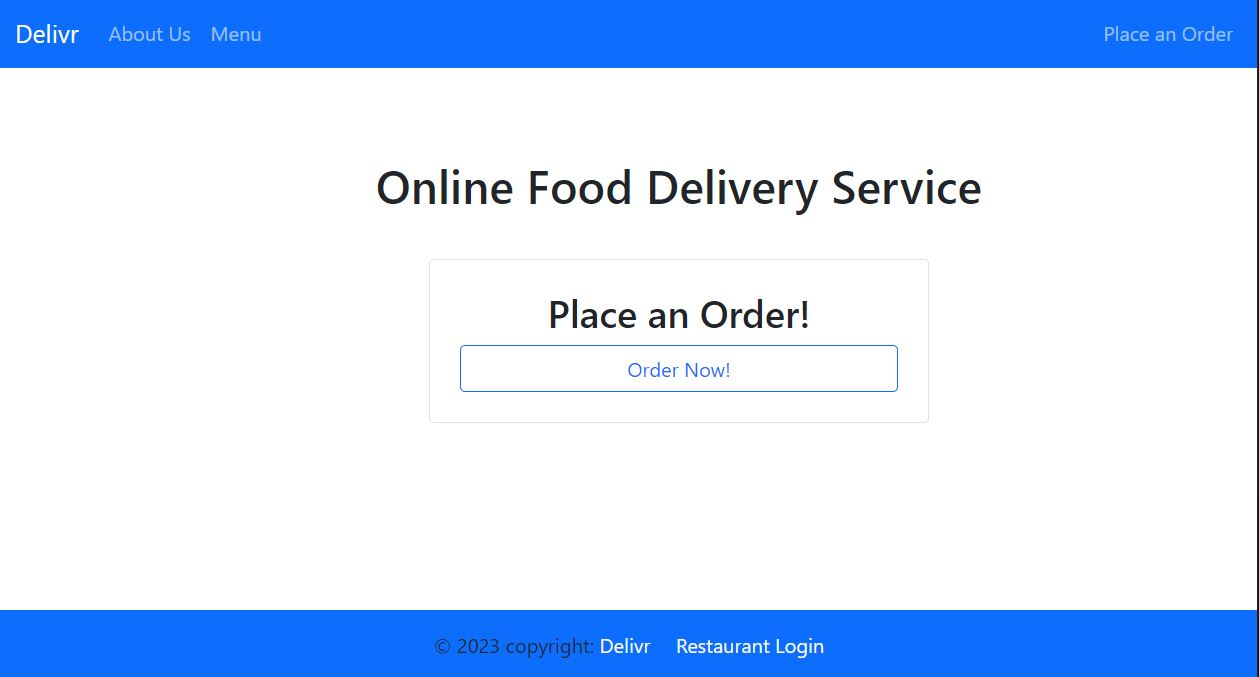 Delivr About Us Menu Place an Order
Online Food Delivery Service
Place an Order!
Order Now!
© 2023 copyright: Delivr Restaurant Login